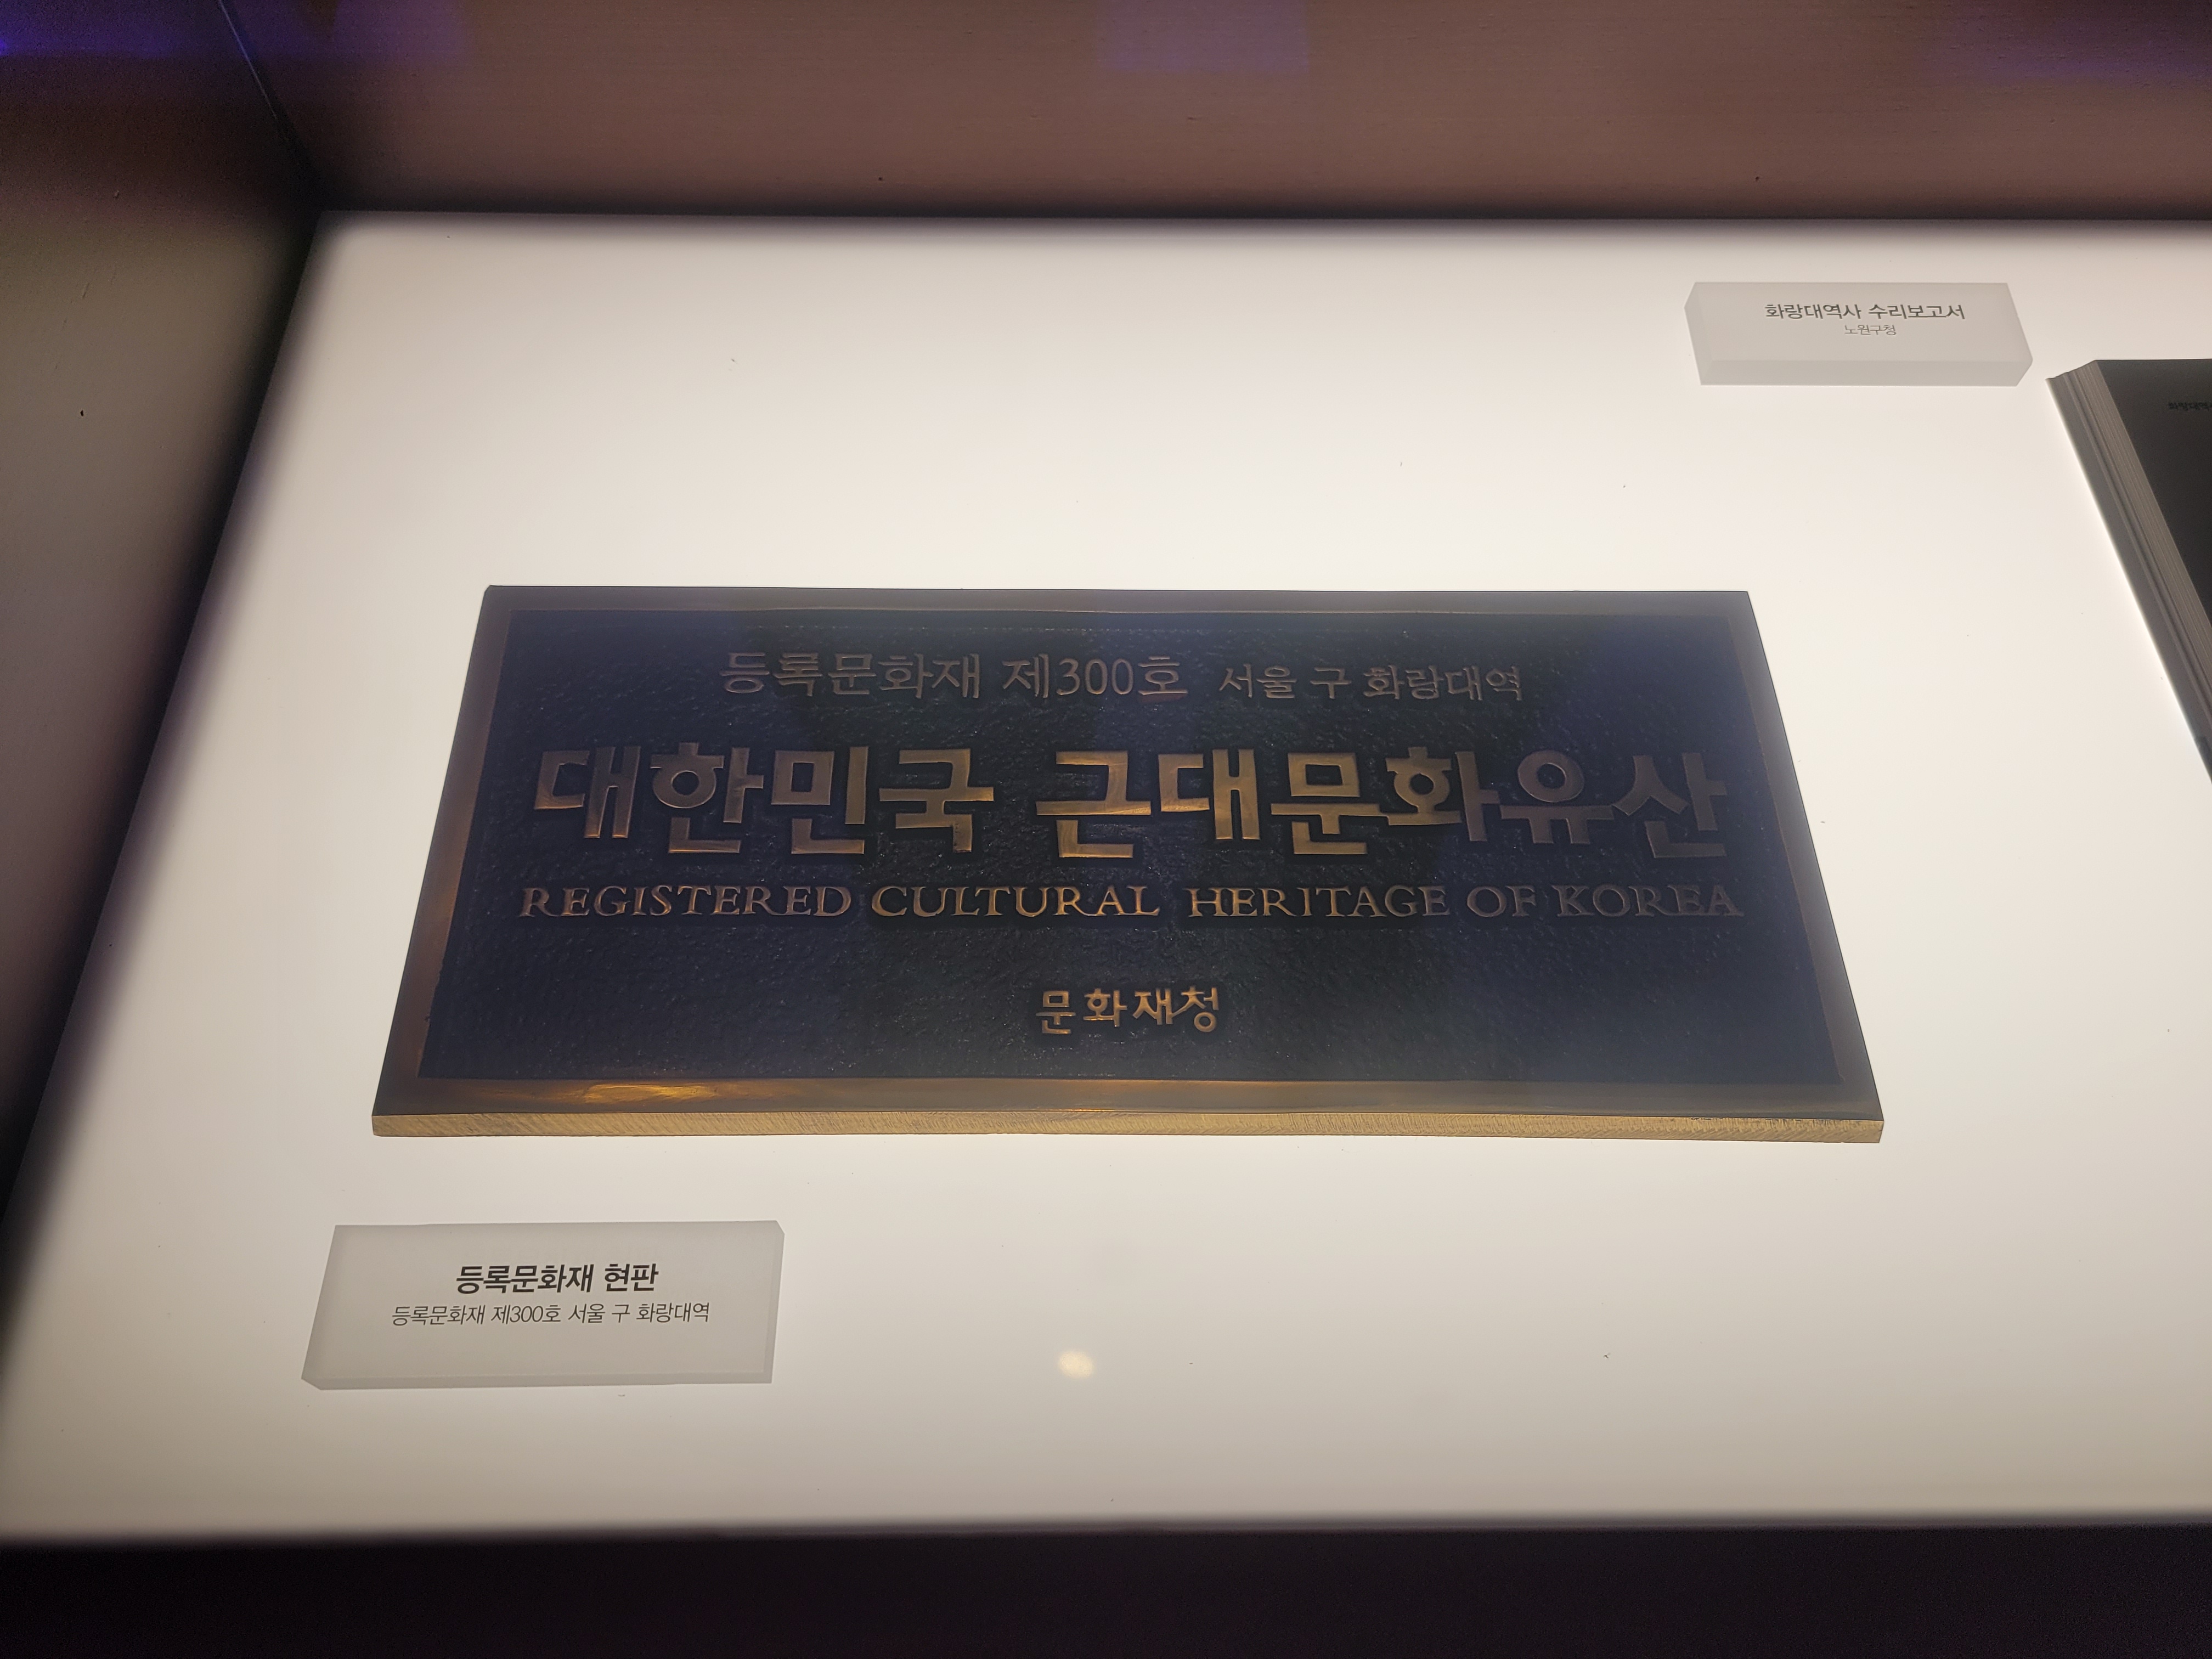 화랑대역사 수리보고서
노원구청
등록문화재 제300호 서울 구 화랑대역
대한민국 근대문화유산
REGISTERED CULTURAL HERITAGE OF KOREA
문화재청
등록문화재 현판
등록문화재 제300호 서울 구 화랑대역